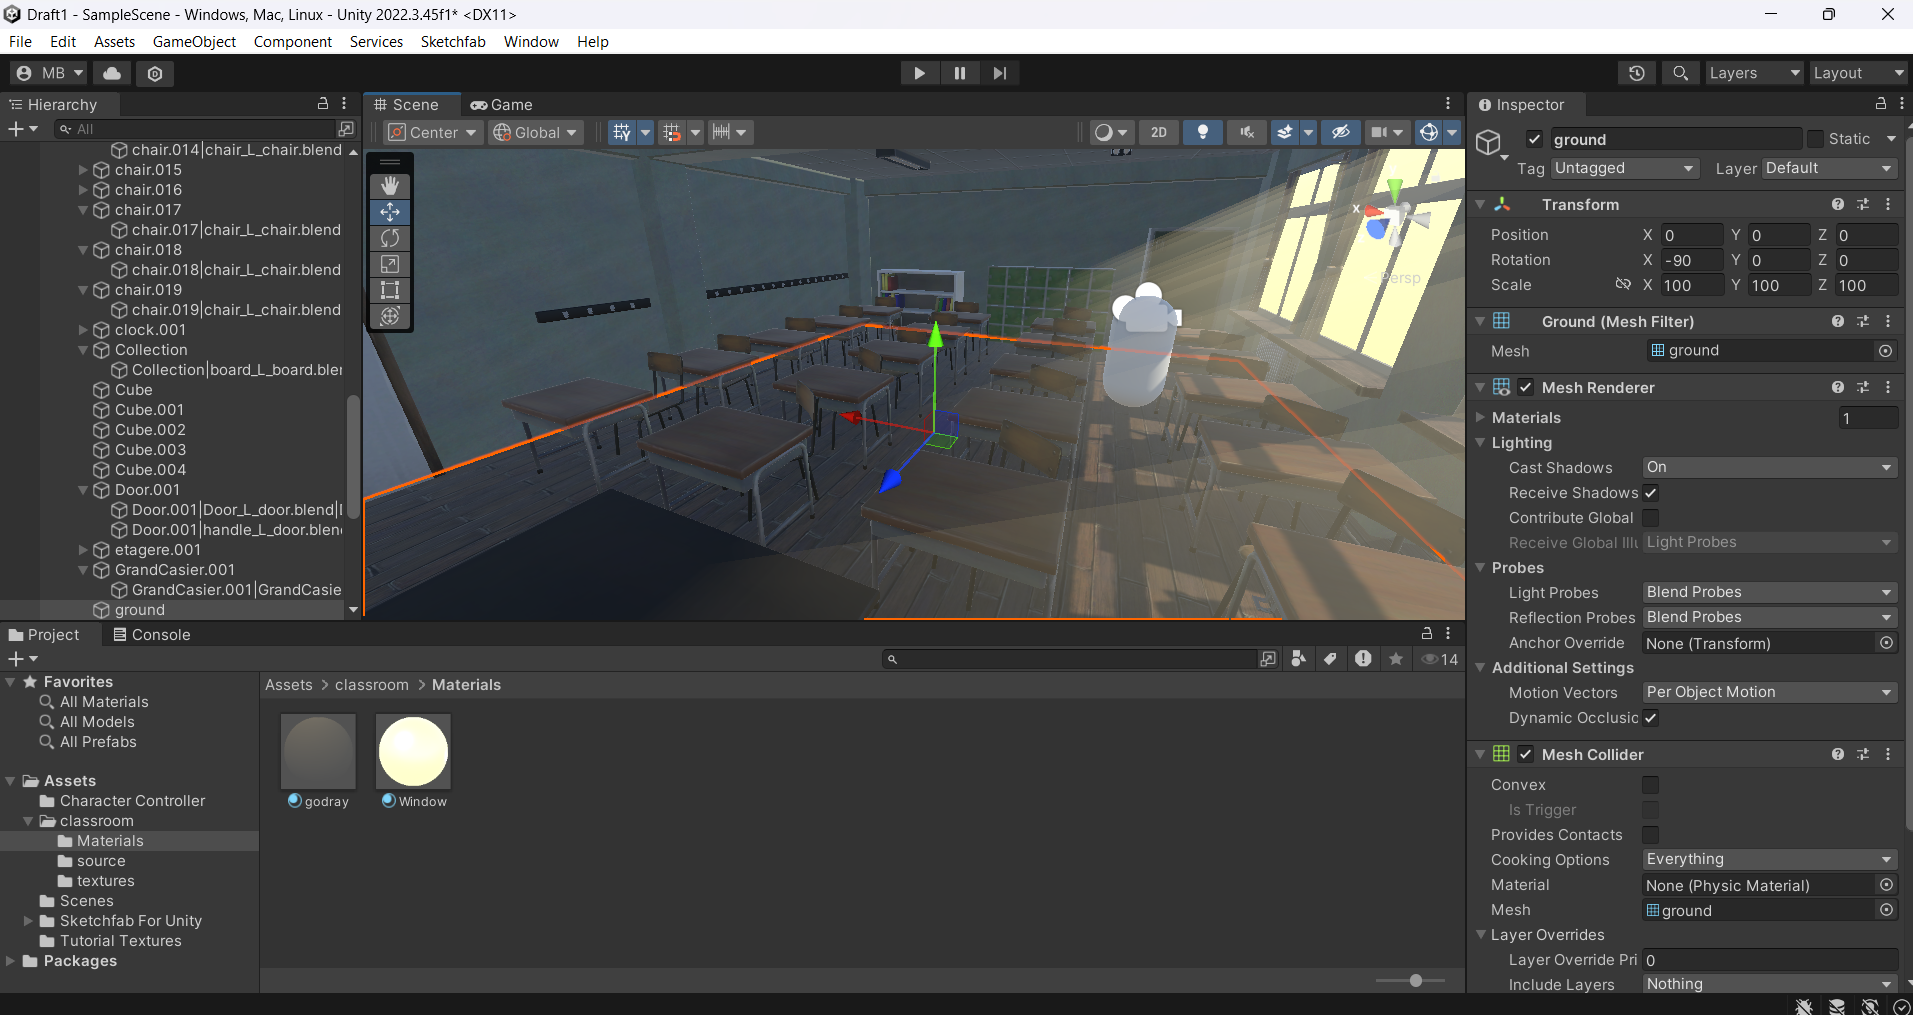 Draft1 - SampleScene - Windows, Mac, Linux - Unity 2022.3.45f1* <DX11>
File Edit Assets GameObject Component Services Sketchfab Window Help
MB
Layers
Layout
Hierarchy
All
chair.014|chair_L_chair.blend
chair.015
chair.016
chair.017
chair.017|chair_L_chair.blend
chair.018
chair.018|chair_L_chair.blend
chair.019
chair.019|chair_L_chair.blend
clock.001
Collection
Collection|board_L_board.bler
Cube
Cube.001
Cube.002
Cube.003
Cube.004
Door.001
Door.001|Door_L_door.blend|
Door.001|handle_L_door.blen
etagere.001
GrandCasier.001
GrandCasier.001|GrandCasie
ground
Scene
Game
Center
Global
2D
x
Persp
Inspector
ground
Static
Tag Untagged
Layer Default
Transform
Position X 0 Y 0 Z 0
Rotation X -90 Y 0 Z 0
Scale X 100 Y 100 Z 100
Ground (Mesh Filter)
Mesh ground
Mesh Renderer
Materials 1
Lighting
Cast Shadows On
Receive Shadows
Contribute Global
Receive Global Illu Light Probes
Probes
Light Probes Blend Probes
Reflection Probes Blend Probes
Anchor Override None (Transform)
Additional Settings
Motion Vectors Per Object Motion
Dynamic Occlusic
Mesh Collider
Convex
Is Trigger
Provides Contacts
Cooking Options Everything
Material None (Physic Material)
Mesh ground
Layer Overrides
Layer Override Pri 0
Include Layers Nothing
Project
Console
14
Favorites
All Materials
All Models
All Prefabs
Assets
Character Controller
classroom
Materials
source
textures
Scenes
Sketchfab For Unity
Tutorial Textures
Packages
Assets > classroom > Materials
godray
Window